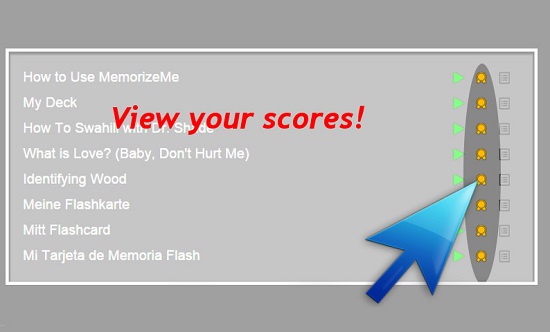 How to Use MemorizeMe
My Deck
View your scores!
How To Swahili with Dr. Shade
What is Love? (Baby, Don't Hurt Me)
Identifying Wood
Meine Flashkarte
Mitt Flashcard
Mi Tarjeta de Memoria Flash